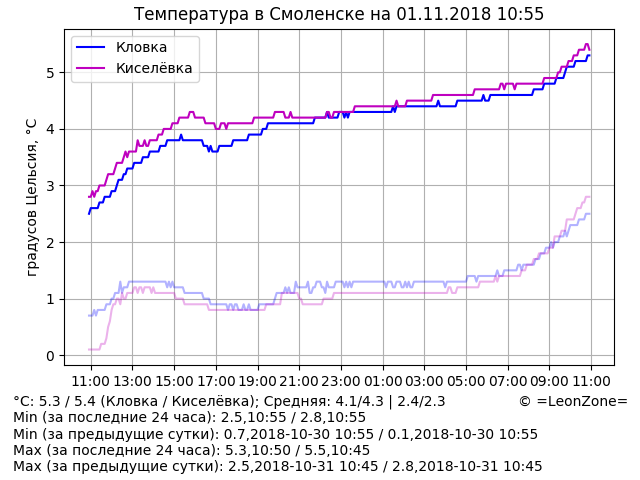 Температура в Смоленске на 01.11.2018 10:55
Кловка
Киселёвка
градусов Цельсия, °C
5
4
3
2
1
0
11:00 13:00 15:00 17:00 19:00 21:00 23:00 01:00 03:00 05:00 07:00 09:00 11:00
°C: 5.3 / 5.4 (Кловка / Киселёвка); Средняя: 4.1/4.3 | 2.4/2.3 © =LeonZone=
Min (за последние 24 часа): 2.5,10:55 / 2.8,10:55
Min (за предыдущие сутки): 0.7,2018-10-30 10:55 / 0.1,2018-10-30 10:55
Max (за последние 24 часа): 5.3,10:50 / 5.5,10:45
Max (за предыдущие сутки): 2.5,2018-10-31 10:45 / 2.8,2018-10-31 10:45